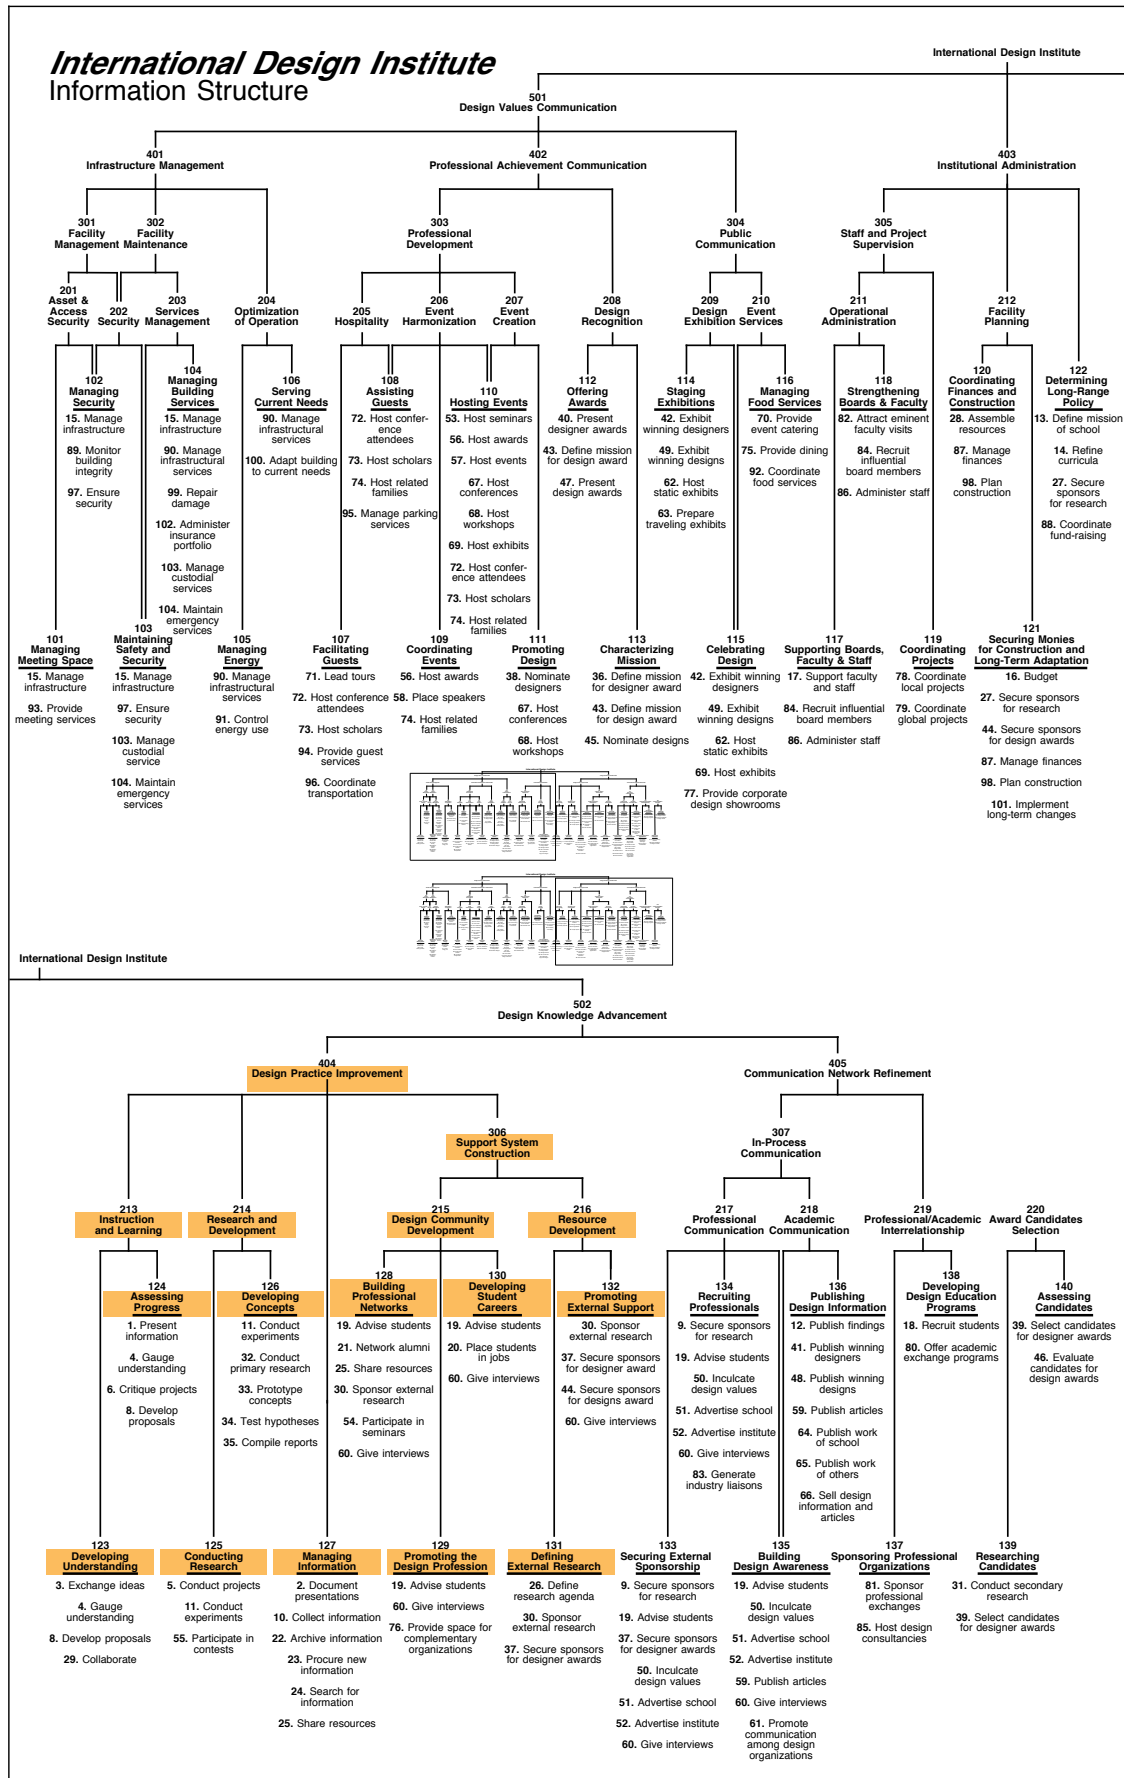 International Design Institute
Information Structure
International Design Institute
501
Design Values Communication
401
Infrastructure Management
402
Professional Achievement Communication
403
Institutional Administration
301
Facility
Management
302
Facility
Maintenance
303
Professional
Development
304
Public
Communication
305
Staff and Project
Supervision
201
Asset &
Access
Security
202
Security
203
Services
Management
204
Optimization
of Operation
205
Hospitality
206
Event
Harmonization
207
Event
Creation
208
Design
Recognition
209
Design
Exhibition
210
Event
Services
211
Operational
Administration
212
Facility
Planning
102
Managing
Security
15. Manage
infrastructure
89. Monitor
building
integrity
97. Ensure
security
104
Managing
Building
Services
15. Manage
infrastructure
90. Manage
infrastructural
services
99. Repair
damage
102. Administer
insurance
portfolio
103. Manage
custodial
services
104. Maintain
emergency
services
106
Serving
Current Needs
90. Manage
infrastructural
services
100. Adapt building
to current needs
108
Assisting
Guests
72. Host confer-
ence
attendees
73. Host scholars
74. Host related
families
95. Manage parking
services
110
Hosting Events
53. Host seminars
56. Host awards
57. Host events
67. Host
conferences
68. Host
workshops
69. Host exhibits
72. Host confer-
ence attendees
73. Host scholars
74. Host related
families
112
Offering
Awards
40. Present
designer awards
43. Define mission
for design award
47. Present
design awards
114
Staging
Exhibitions
42. Exhibit
winning designers
49. Exhibit
winning designs
62. Host
static exhibits
63. Prepare
traveling exhibits
116
Managing
Food Services
70. Provide
event catering
75. Provide dining
92. Coordinate
food services
118
Strengthening
Boards & Faculty
82. Attract eminent
faculty visits
84. Recruit
influential
board members
86. Administer staff
120
Coordinating
Finances and
Construction
28. Assemble
resources
87. Manage
finances
98. Plan
construction
122
Determining
Long-Range
Policy
13. Define mission
of school
14. Refine
curricula
27. Secure
sponsors
for research
88. Coordinate
fund-raising
101
Managing
Meeting Space
15. Manage
infrastructure
93. Provide
meeting services
103
Maintaining
Safety and
Security
15. Manage
infrastructure
97. Ensure
security
103. Manage
custodial
service
104. Maintain
emergency
services
105
Managing
Energy
90. Manage
infrastructural
services
91. Control
energy use
107
Facilitating
Guests
71. Lead tours
72. Host conference
attendees
73. Host scholars
94. Provide guest
services
96. Coordinate
transportation
109
Coordinating
Events
56. Host awards
58. Place speakers
74. Host related
families
111
Promoting
Design
38. Nominate
designers
67. Host
conferences
68. Host
workshops
113
Characterizing
Mission
36. Define mission
for designer award
43. Define mission
for design award
45. Nominate designs
115
Celebrating
Design
42. Exhibit winning
designers
49. Exhibit
winning designs
62. Host
static exhibits
69. Host exhibits
77. Provide corporate
design showrooms
117
Supporting Boards,
Faculty & Staff
17. Support faculty
and staff
84. Recruit influential
board members
86. Administer staff
119
Coordinating
Projects
78. Coordinate
local projects
79. Coordinate
global projects
121
Securing Monies
for Construction and
Long-Term Adaptation
16. Budget
27. Secure sponsors
for research
44. Secure sponsors
for design awards
87. Manage finances
98. Plan construction
101. Implerment
long-term changes
International Design Institute
502
Design Knowledge Advancement
404
Design Practice Improvement
405
Communication Network Refinement
306
Support System
Construction
307
In-Process
Communication
213
Instruction
and Learning
214
Research and
Development
215
Design Community
Development
216
Resource
Development
217
Professional
Communication
218
Academic
Communication
219
Professional/Academic
Interrelationship
220
Award Candidates
Selection
124
Assessing
Progress
1. Present
information
4. Gauge
understanding
6. Critique projects
8. Develop
proposals
126
Developing
Concepts
11. Conduct
experiments
32. Conduct
primary research
33. Prototype
concepts
34. Test hypotheses
35. Compile reports
128
Building
Professional
Networks
19. Advise students
21. Network alumni
25. Share resources
30. Sponsor external
research
54. Participate in
seminars
60. Give interviews
130
Developing
Student
Careers
19. Advise students
20. Place students
in jobs
60. Give interviews
132
Promoting
External Support
30. Sponsor
external research
37. Secure sponsors
for designer award
44. Secure sponsors
for designs award
60. Give interviews
134
Recruiting
Professionals
9. Secure sponsors
for research
19. Advise students
50. Inculcate
design values
51. Advertise school
52. Advertise institute
60. Give interviews
83. Generate
industry liaisons
136
Publishing
Design Information
12. Publish findings
41. Publish winning
designers
48. Publish winning
designs
59. Publish articles
64. Publish work
of school
65. Publish work
of others
66. Sell design
information and
articles
138
Developing
Design Education
Programs
18. Recruit students
80. Offer academic
exchange programs
140
Assessing
Candidates
39. Select candidates
for designer awards
46. Evaluate
candidates for
design awards
123
Developing
Understanding
3. Exchange ideas
4. Gauge
understanding
8. Develop proposals
29. Collaborate
125
Conducting
Research
5. Conduct projects
11. Conduct
experiments
55. Participate in
contests
127
Managing
Information
2. Document
presentations
10. Collect information
22. Archive information
23. Procure new
information
24. Search for
information
25. Share resources
129
Promoting the
Design Profession
19. Advise students
60. Give interviews
76. Provide space for
complementary
organizations
131
Defining
External Research
26. Define
research agenda
30. Sponsor
external research
37. Secure sponsors
for designer awards
133
Securing External
Sponsorship
9. Secure sponsors
for research
19. Advise students
37. Secure sponsors
for designer awards
50. Inculcate
design values
51. Advertise school
52. Advertise institute
60. Give interviews
135
Building
Design Awareness
19. Advise students
50. Inculcate
design values
51. Advertise school
52. Advertise institute
59. Publish articles
60. Give interviews
61. Promote
communication
among design
organizations
137
Sponsoring Professional
Organizations
81. Sponsor
professional
exchanges
85. Host design
consultancies
139
Researching
Candidates
31. Conduct secondary
research
39. Select candidates
for designer awards